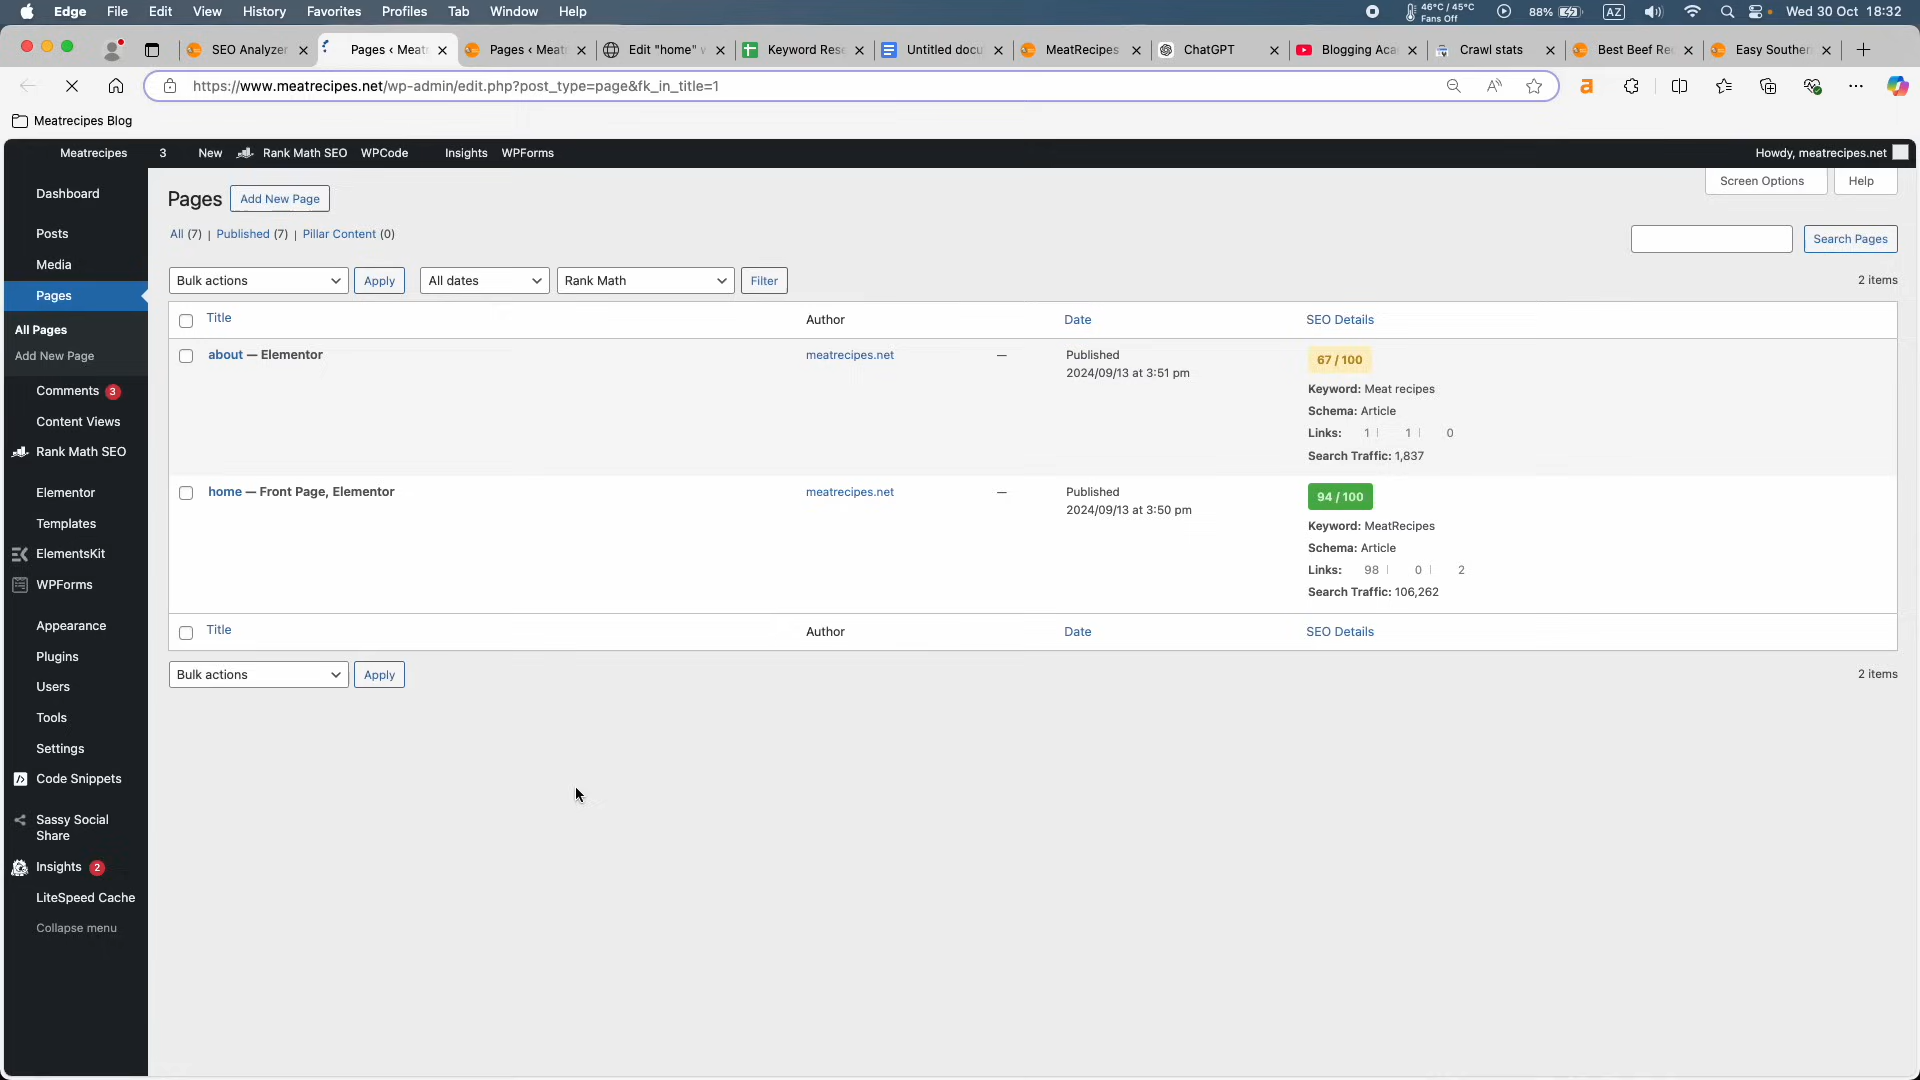 Edge File Edit View History Favorites Profiles Tab Window Help 46°C / 45°C Fans Off 88% AZ Wed 30 Oct 18:32
SEO Analyzer Pages ‹ Meat Pages ‹ Meat Edit "home" Keyword Res Untitled docu MeatRecipes ChatGPT Blogging Aca Crawl stats Best Beef Re Easy Souther
https://www.meatrecipes.net/wp-admin/edit.php?post_type=page&fk_in_title=1
Meatrecipes Blog
Meatrecipes 3 New Rank Math SEO WPCode Insights WPForms Howdy, meatrecipes.net
Screen Options Help
Dashboard
Posts
Media
Pages
All Pages
Add New Page
Comments 3
Content Views
Rank Math SEO
Elementor
Templates
ElementsKit
WPForms
Appearance
Plugins
Users
Tools
Settings
Code Snippets
Sassy Social
Share
Insights 2
LiteSpeed Cache
Collapse menu
Pages Add New Page
All (7) | Published (7) | Pillar Content (0)
Search Pages
Bulk actions Apply All dates Rank Math Filter 2 items
Title Author Date SEO Details
about — Elementor meatrecipes.net — Published
2024/09/13 at 3:51 pm
67 / 100
Keyword: Meat recipes
Schema: Article
Links: 1 | 1 | 0
Search Traffic: 1,837
home — Front Page, Elementor meatrecipes.net — Published
2024/09/13 at 3:50 pm
94 / 100
Keyword: MeatRecipes
Schema: Article
Links: 98 | 0 | 2
Search Traffic: 106,262
Title Author Date SEO Details
Bulk actions Apply 2 items